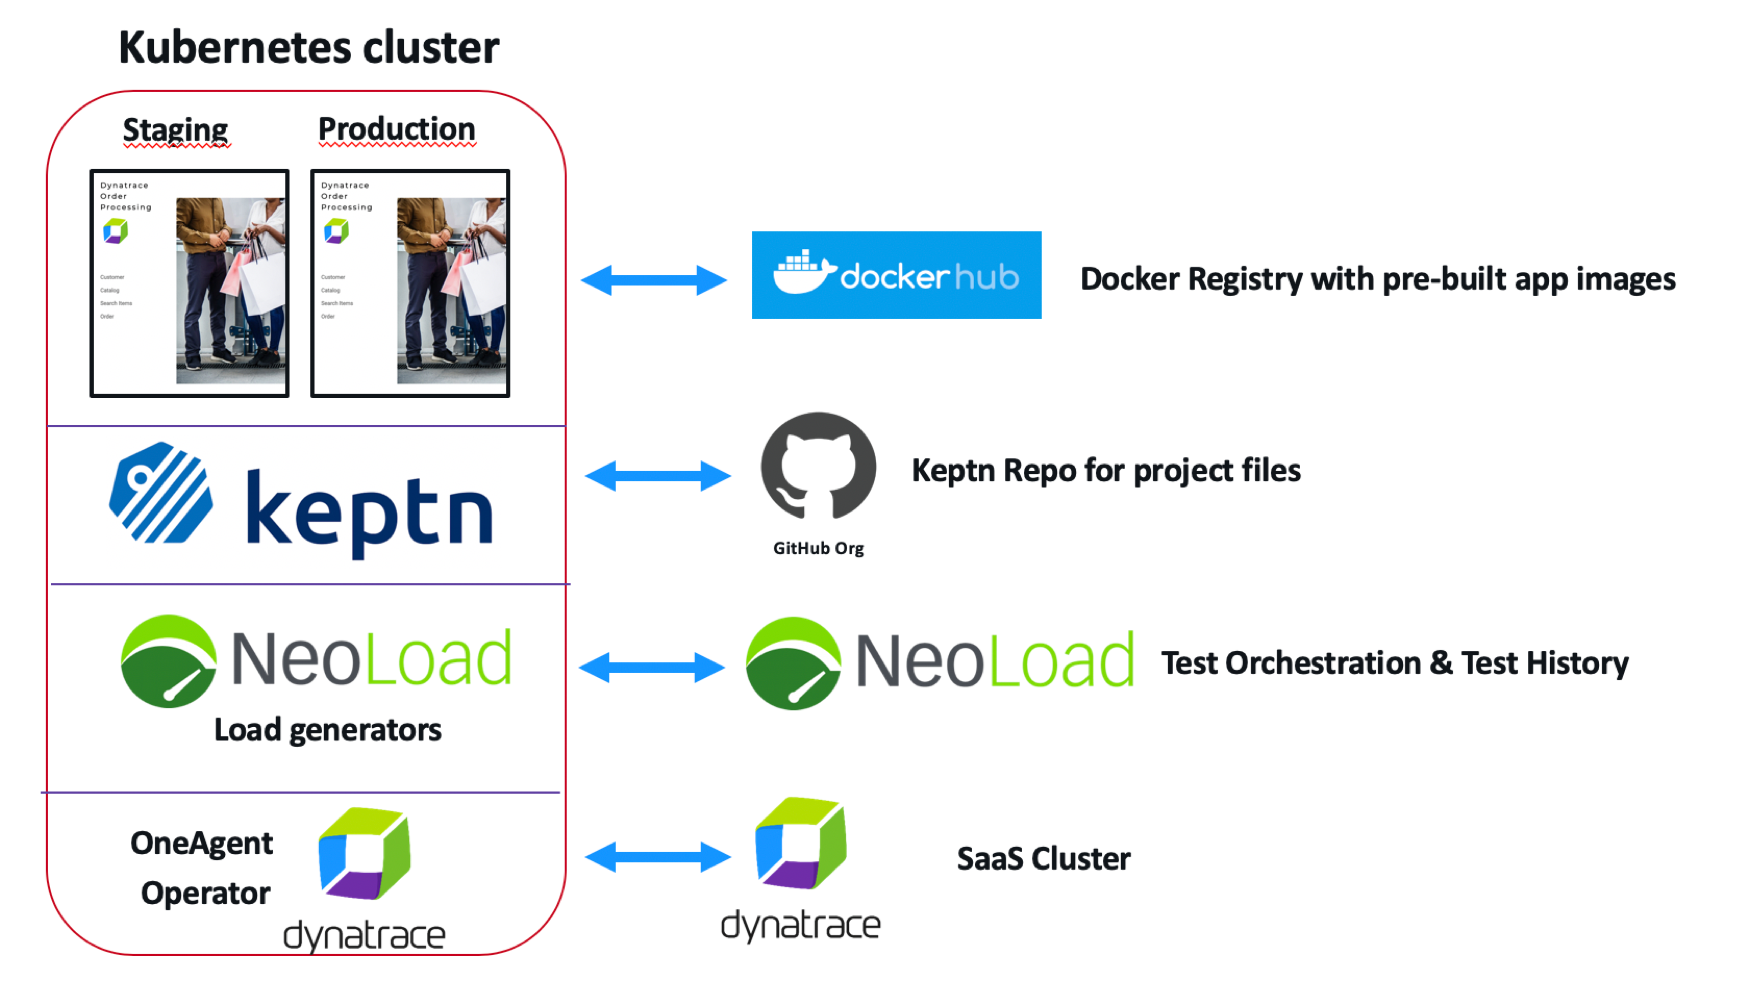 Kubernetes cluster
Staging
Production
Dynatrace
Order
Processing
Customer
Catalog
Search Items
Order
Dynatrace
Order
Processing
Customer
Catalog
Search Items
Order
dockerhub
Docker Registry with pre-built app images
keptn
GitHub Org
Keptn Repo for project files
NeoLoad
Load generators
NeoLoad
Test Orchestration & Test History
OneAgent
Operator
dynatrace
dynatrace
SaaS Cluster